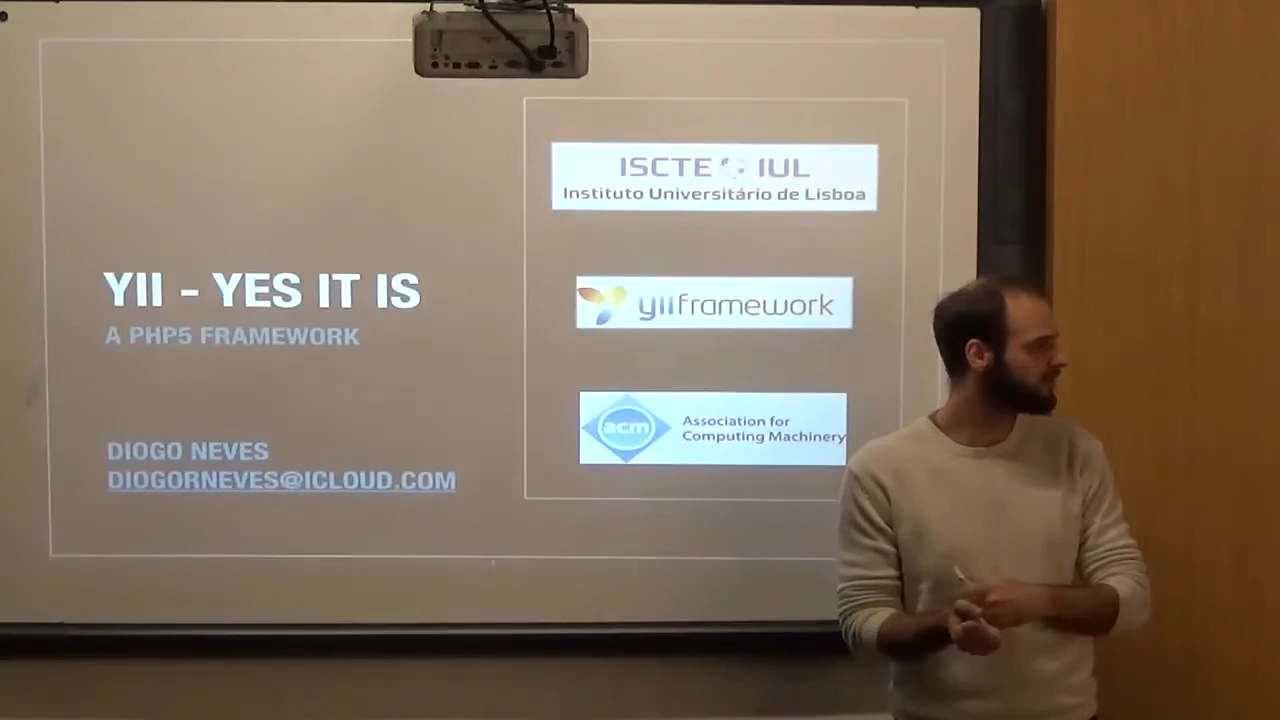 YII - YES IT IS
A PHP5 FRAMEWORK
DIOGO NEVES
DIOGORNEVES@ICLOUD.COM
ISCTE IUL
Instituto Universitário de Lisboa
yiiframework
acm
Association for
Computing Machinery